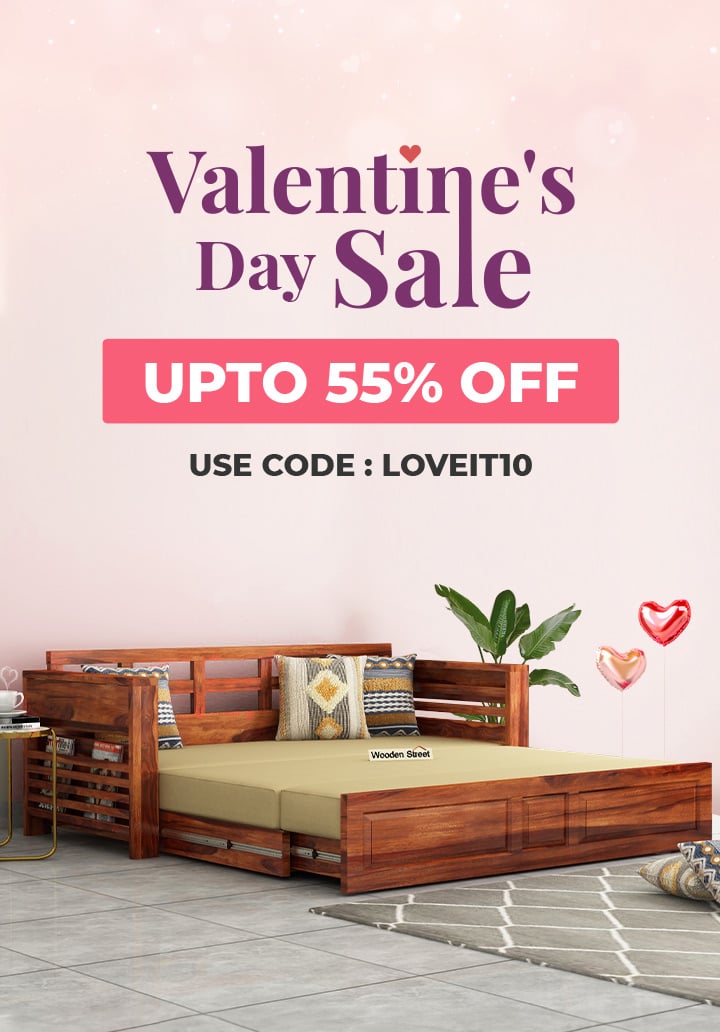 Valentine's
Day Sale
UPTO 55% OFF
USE CODE : LOVEIT10
Wooden Street